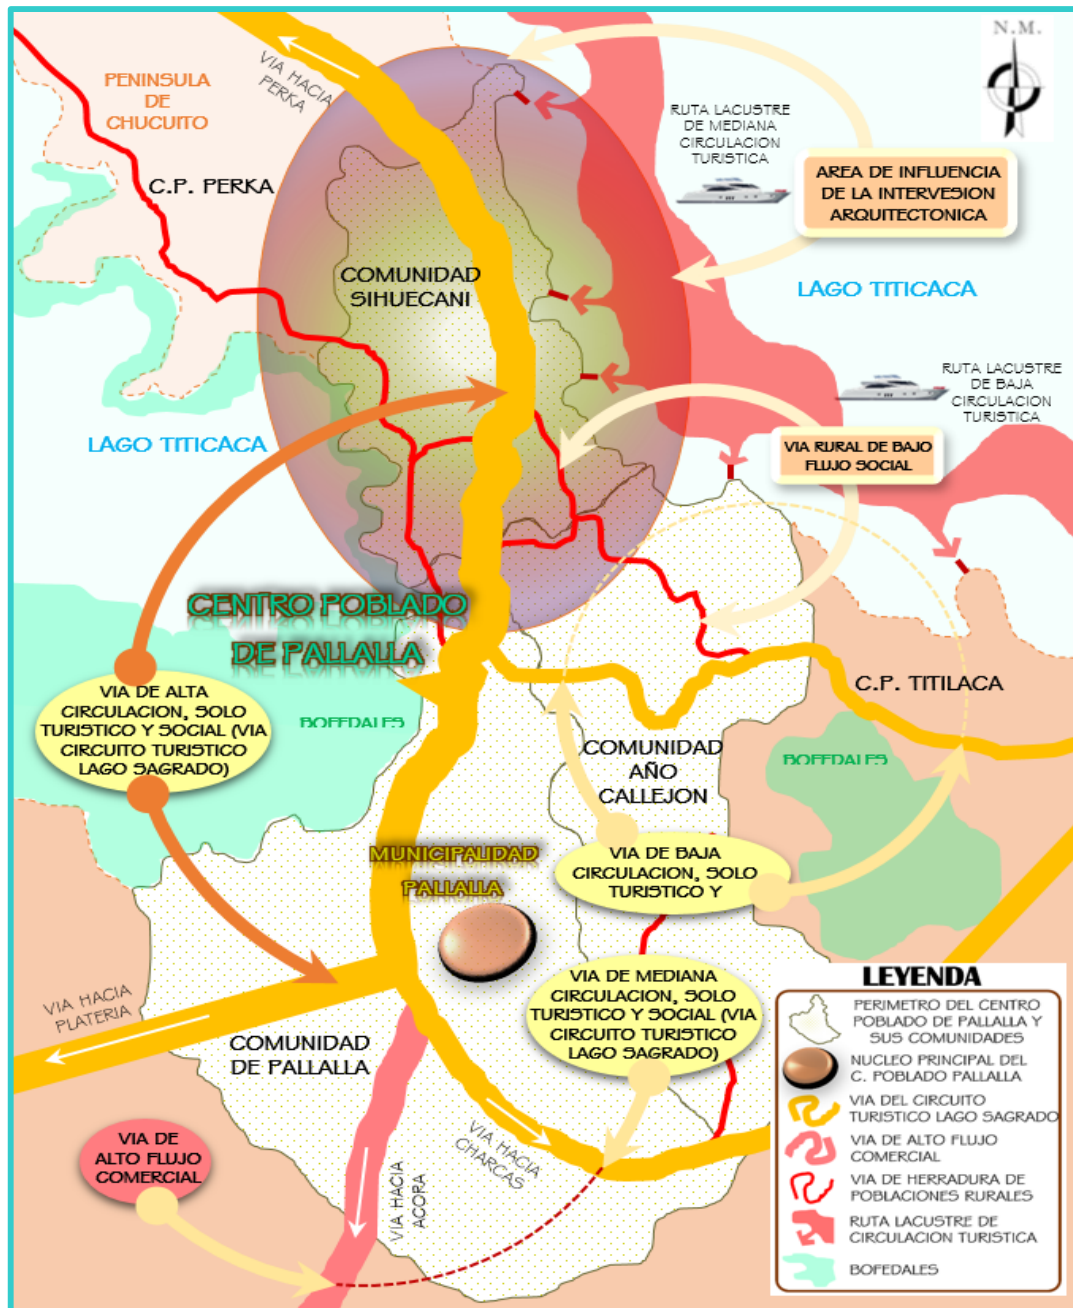 N.M.
VIA HACIA
PERKA
PENINSULA
DE
CHUCUITO
C.P. PERKA
RUTA LACUSTRE
DE MEDIANA
CIRCULACION
TURISTICA
AREA DE INFLUENCIA
DE LA INTERVESION
ARQUITECTONICA
COMUNIDAD
SIHUECANI
LAGO TITICACA
RUTA LACUSTRE
DE BAJA
CIRCULACION
TURISTICA
LAGO TITICACA
VIA RURAL DE BAJO
FLUJO SOCIAL
CENTRO POBLADO
DE PALLALLA
VIA DE ALTA
CIRCULACION, SOLO
TURISTICO Y SOCIAL (VIA
CIRCUITO TURISTICO
LAGO SAGRADO)
BOFEDALES
C.P. TITILACA
COMUNIDAD
AÑO
CALLEJON
BOFEDALES
MUNICIPALIDAD
PALLALLA
VIA DE BAJA
CIRCULACION, SOLO
TURISTICO Y
VIA DE MEDIANA
CIRCULACION, SOLO
TURISTICO Y SOCIAL (VIA
CIRCUITO TURISTICO
LAGO SAGRADO)
VIA HACIA
PLATERIA
COMUNIDAD
DE PALLALLA
VIA DE
ALTO FLUJO
COMERCIAL
VIA HACIA
ACORA
VIA HACIA
CHARCAS
LEYENDA
PERIMETRO DEL CENTRO
POBLADO DE PALLALLA Y
SUS COMUNIDADES
NUCLEO PRINCIPAL DEL
C. POBLADO PALLALLA
VIA DEL CIRCUITO
TURISTICO LAGO SAGRADO
VIA DE ALTO FLUJO
COMERCIAL
VIA DE HERRADURA DE
POBLACIONES RURALES
RUTA LACUSTRE DE
CIRCULACION TURISTICA
BOFEDALES